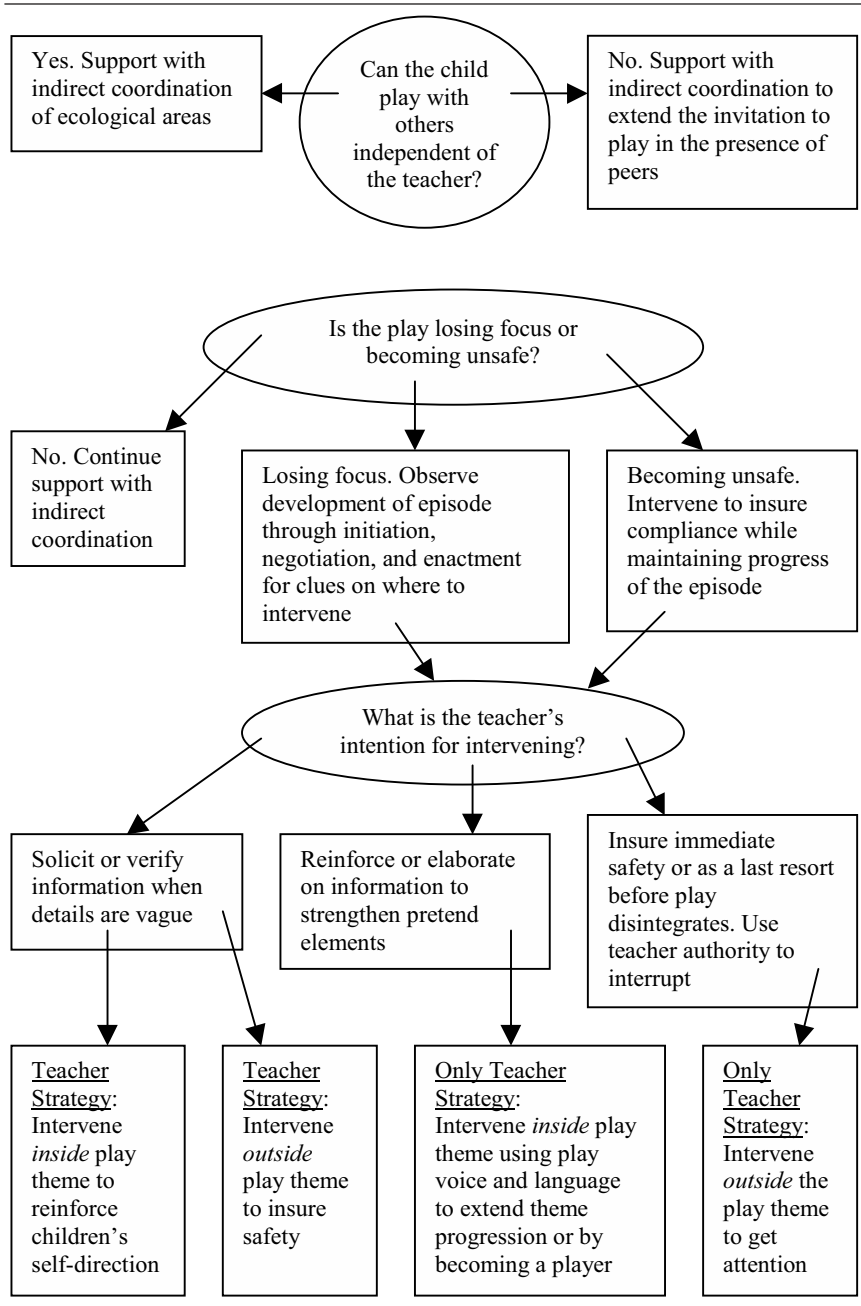 Yes. Support with
indirect coordination
of ecological areas
Can the child
play with
others
independent of
the teacher?
No. Support with
indirect coordination to
extend the invitation to
play in the presence of
peers
Is the play losing focus or
becoming unsafe?
No. Continue
support with
indirect
coordination
Losing focus. Observe
development of episode
through initiation,
negotiation, and enactment
for clues on where to
intervene
Becoming unsafe.
Intervene to insure
compliance while
maintaining progress
of the episode
What is the teacher’s
intention for intervening?
Solicit or verify
information when
details are vague
Reinforce or elaborate
on information to
strengthen pretend
elements
Insure immediate
safety or as a last resort
before play
disintegrates. Use
teacher authority to
interrupt
Teacher
Strategy:
Intervene
inside play
theme to
reinforce
children’s
self-direction
Teacher
Strategy:
Intervene
outside
play theme
to insure
safety
Only Teacher
Strategy:
Intervene inside play
theme using play
voice and language
to extend theme
progression or by
becoming a player
Only
Teacher
Strategy:
Intervene
outside the
play theme
to get
attention